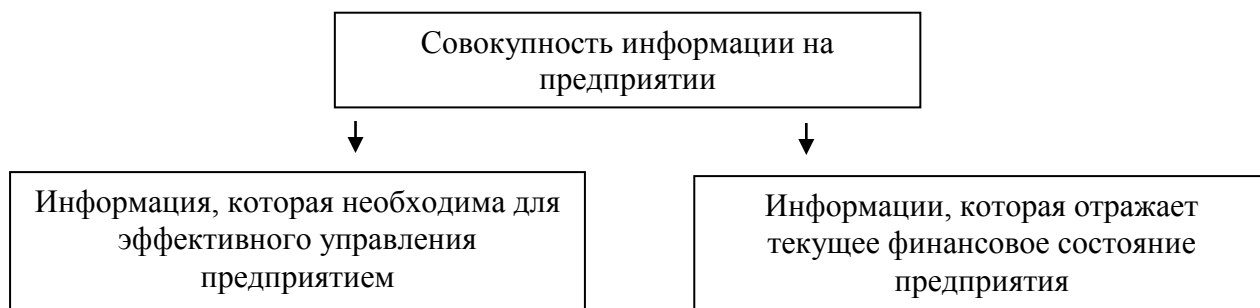 Совокупность информации на
предприятии
Информация, которая необходима для
эффективного управления
предприятием
Информации, которая отражает
текущее финансовое состояние
предприятия